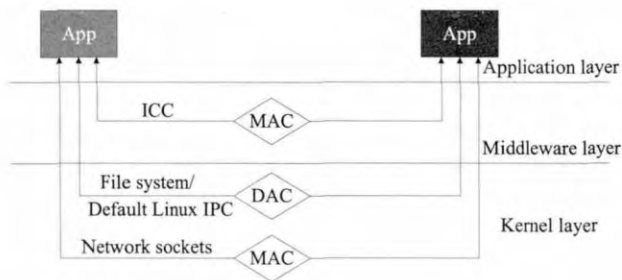 App
App
Application layer
ICC
MAC
Middleware layer
File system/
Default Linux IPC
DAC
Kernel layer
Network sockets
MAC